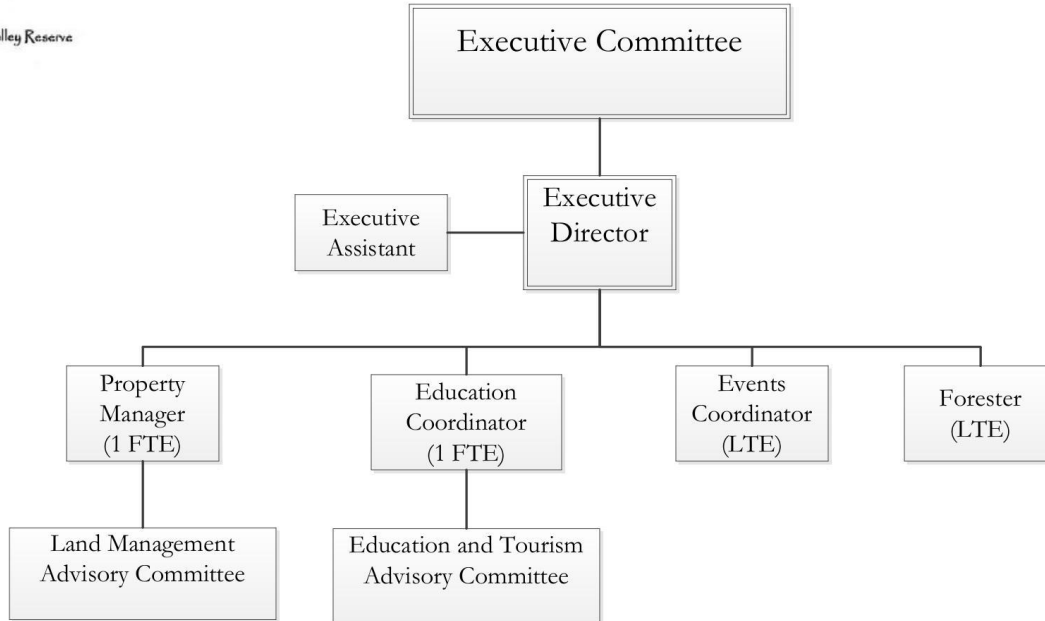 Reserve
Executive Committee
Executive
Director
Executive
Assistant
Property
Manager
(1 FTE)
Education
Coordinator
(1 FTE)
Events
Coordinator
(LTE)
Forester
(LTE)
Land Management
Advisory Committee
Education and Tourism
Advisory Committee